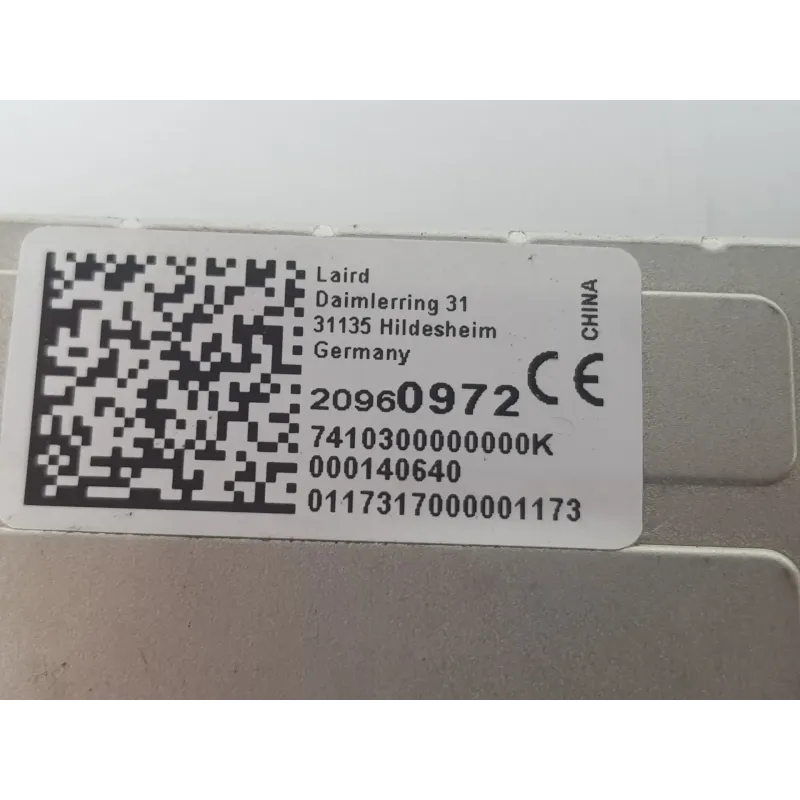 Laird
Daimlerring 31
31135 Hildesheim
Germany
CHINA
20960972 CE
7410300000000K
000140640
0117317000001173